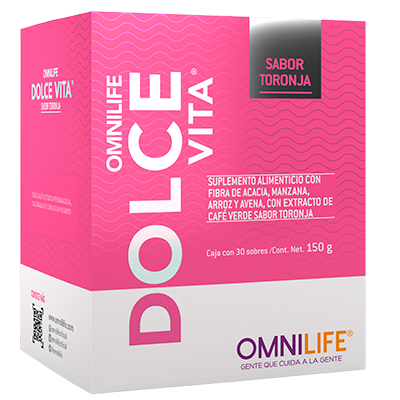 OMNILIFE
DOLCE VITA®
SABOR TORONJA
www.omnilife.com
OMNILIFE
DOLCE
VITA®
SABOR
TORONJA
SUPLEMENTO ALIMENTICIO CON
FIBRA DE ACACIA, MANZANA,
ARROZ Y AVENA, CON EXTRACTO DE
CAFÉ VERDE SABOR TORONJA
Caja con 30 sobres/Cont. Net. 150 g
OMNILIFE®
GENTE QUE CUIDA A LA GENTE